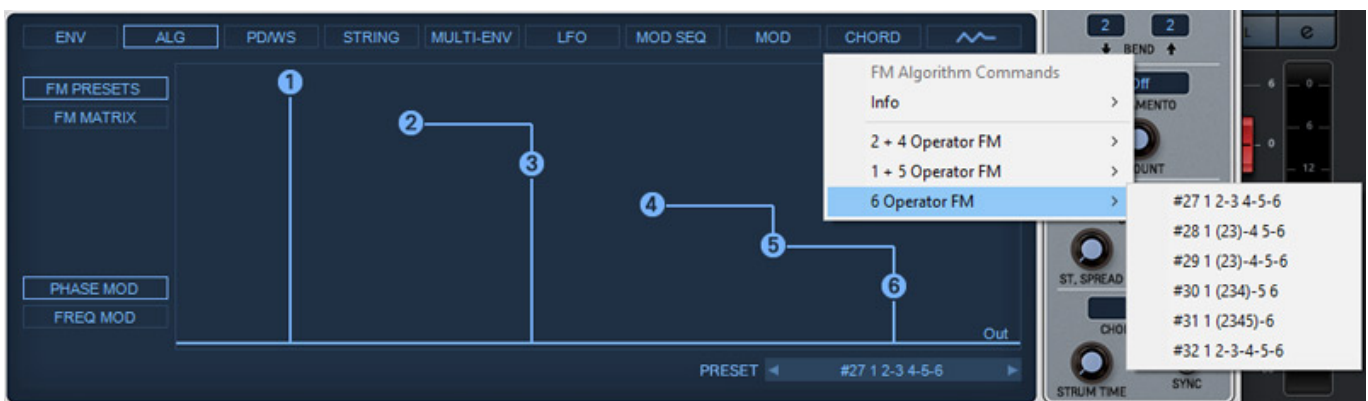 ENV ALG PD/WS STRING MULTI-ENV LFO MOD SEQ MOD CHORD
FM PRESETS
FM MATRIX
PHASE MOD
FREQ MOD
1
2
3
4
5
6
Out
PRESET #27 1 2-3 4-5-6
FM Algorithm Commands
Info
2 + 4 Operator FM
1 + 5 Operator FM
6 Operator FM
#27 1 2-3 4-5-6
#28 1 (23)-4 5-6
#29 1 (23)-4-5-6
#30 1 (234)-5 6
#31 1 (2345)-6
#32 1 2-3-4-5-6
2 2
BEND
ST. SPREAD
STRUM TIME
SYNC
L e
6 0
6
0
12